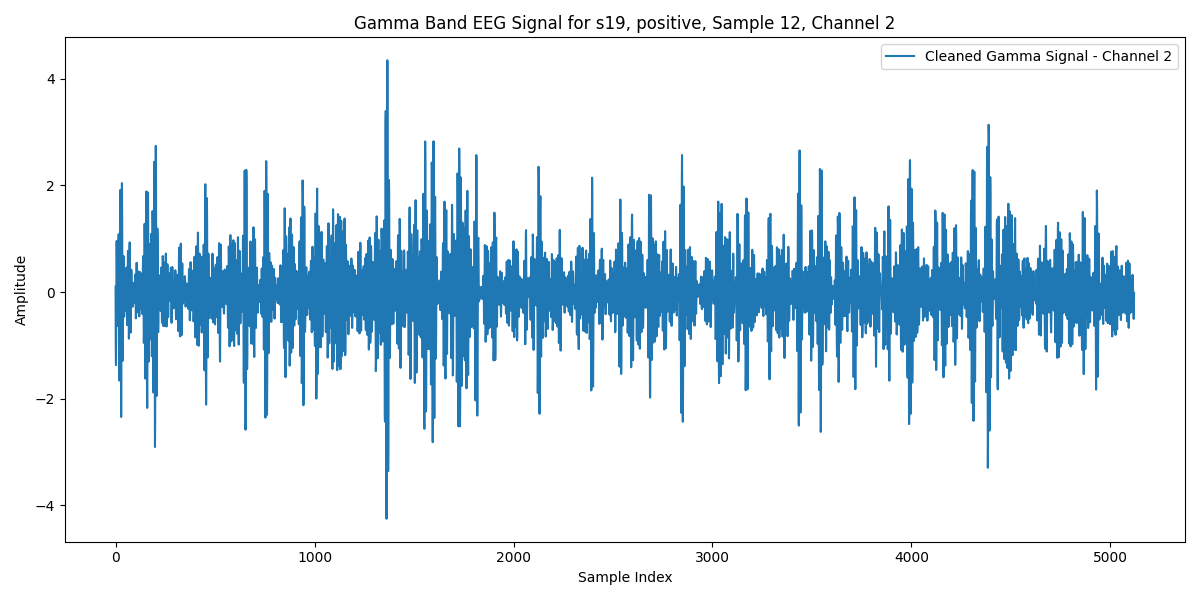 Gamma Band EEG Signal for s19, positive, Sample 12, Channel 2
Cleaned Gamma Signal - Channel 2
Amplitude
4
2
0
−2
−4
0 1000 2000 3000 4000 5000
Sample Index